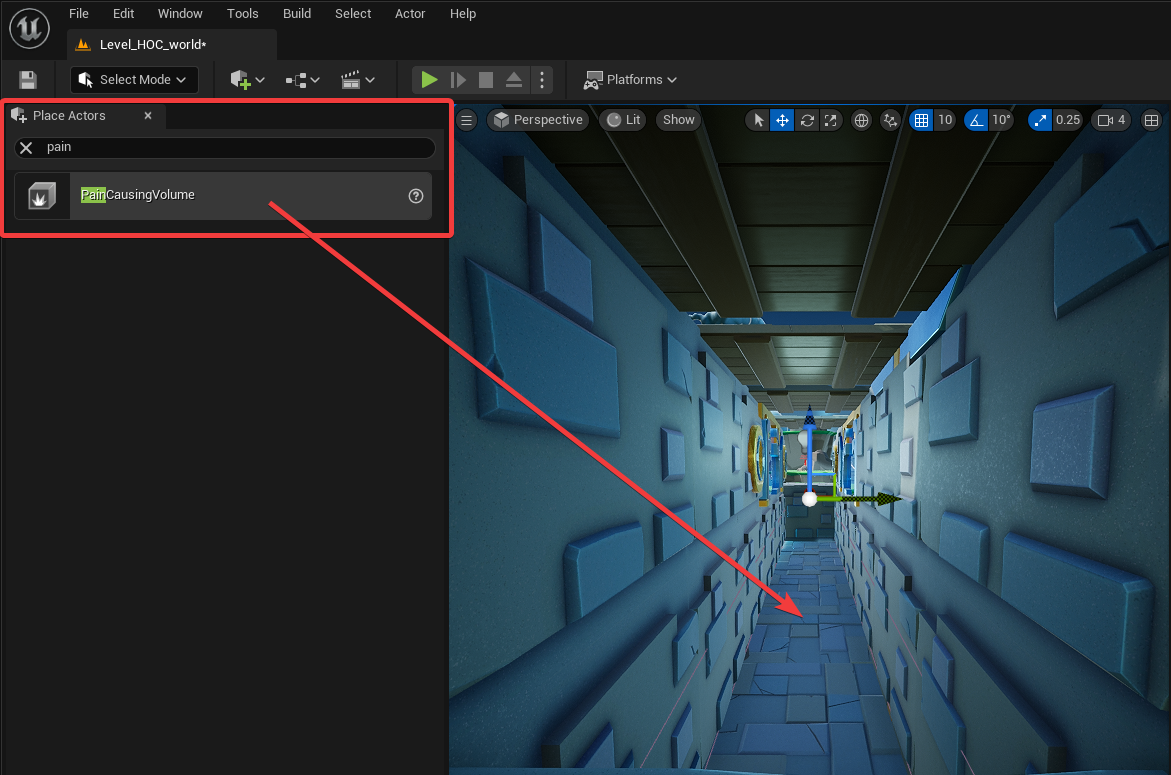 File Edit Window Tools Build Select Actor Help
Level_HOC_world*
Select Mode
Platforms
Place Actors
pain
PainCausingVolume
Perspective Lit Show 10 10° 0.25 4